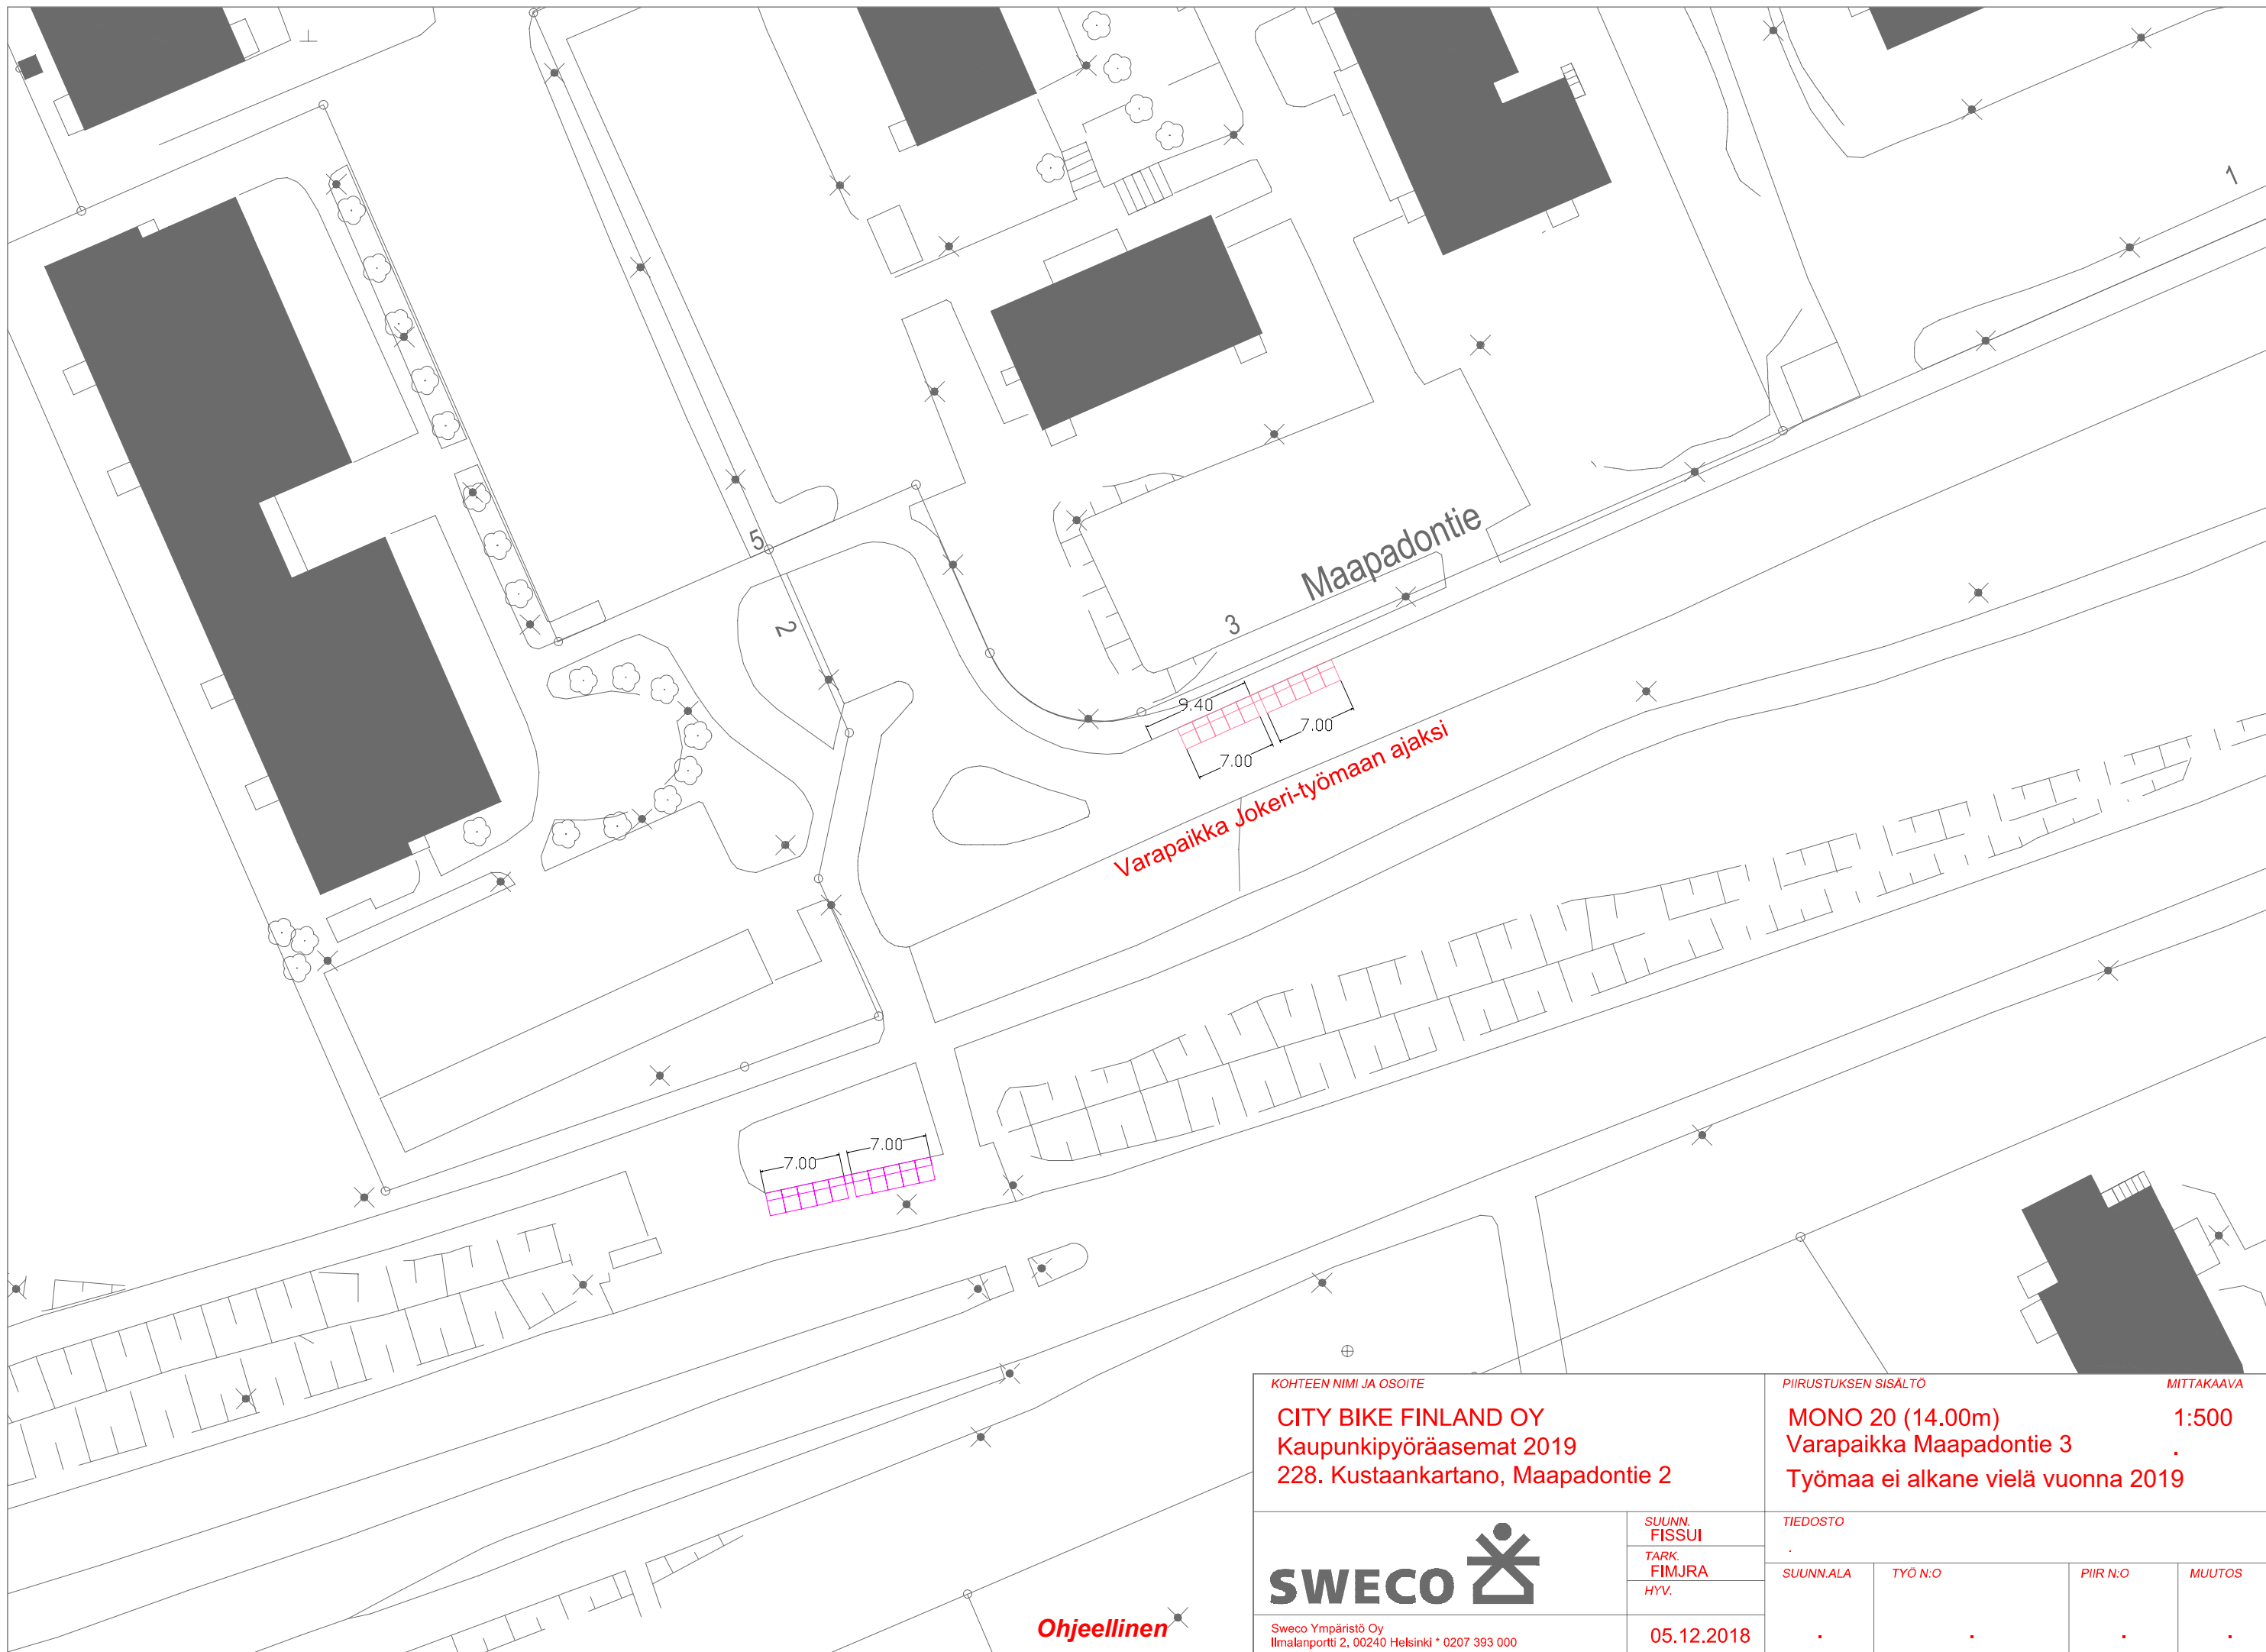 1
5
Maapadontie
2
3
9.40
7.00
7.00
Varapaikka Jokeri-työmaan ajaksi
7.00
7.00
KOHTEEN NIMI JA OSOITE
CITY BIKE FINLAND OY
Kaupunkipyöräasemat 2019
228. Kustaankartano, Maapadontie 2
PIIRUSTUKSEN SISÄLTÖ
MITTAKAAVA
MONO 20 (14.00m)
1:500
Varapaikka Maapadontie 3
.
Työmaa ei alkane vielä vuonna 2019
SWECO
SUUNN.
FISSUI
TARK.
FIMJRA
HYV.
TIEDOSTO
.
SUUNN.ALA
TYÖ N:O
PIIR N:O
MUUTOS
.
.
.
.
Ohjeellinen
Sweco Ympäristö Oy
Ilmalanportti 2, 00240 Helsinki * 0207 393 000
05.12.2018